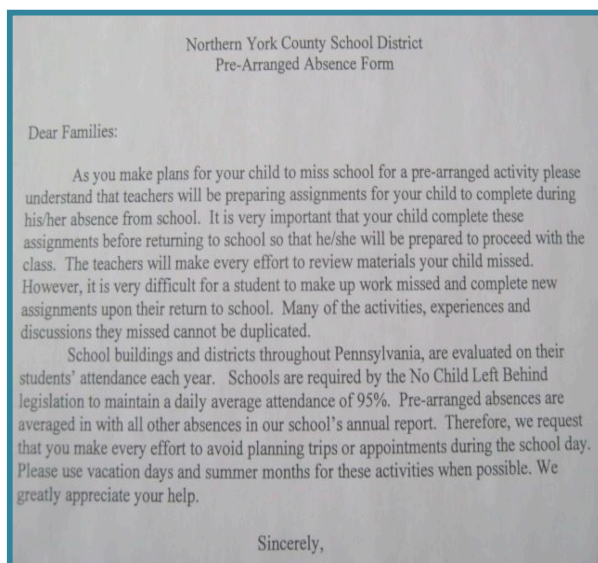 Northern York County School District
Pre-Arranged Absence Form
Dear Families:
As you make plans for your child to miss school for a pre-arranged activity please
understand that teachers will be preparing assignments for your child to complete during
his/her absence from school. It is very important that your child complete these
assignments before returning to school so that he/she will be prepared to proceed with the
class. The teachers will make every effort to review materials your child missed.
However, it is very difficult for a student to make up work missed and complete new
assignments upon their return to school. Many of the activities, experiences and
discussions they missed cannot be duplicated.
School buildings and districts throughout Pennsylvania, are evaluated on their
students' attendance each year. Schools are required by the No Child Left Behind
legislation to maintain a daily average attendance of 95%. Pre-arranged absences are
averaged in with all other absences in our school's annual report. Therefore, we request
that you make every effort to avoid planning trips or appointments during the school day.
Please use vacation days and summer months for these activities when possible. We
greatly appreciate your help.
Sincerely,